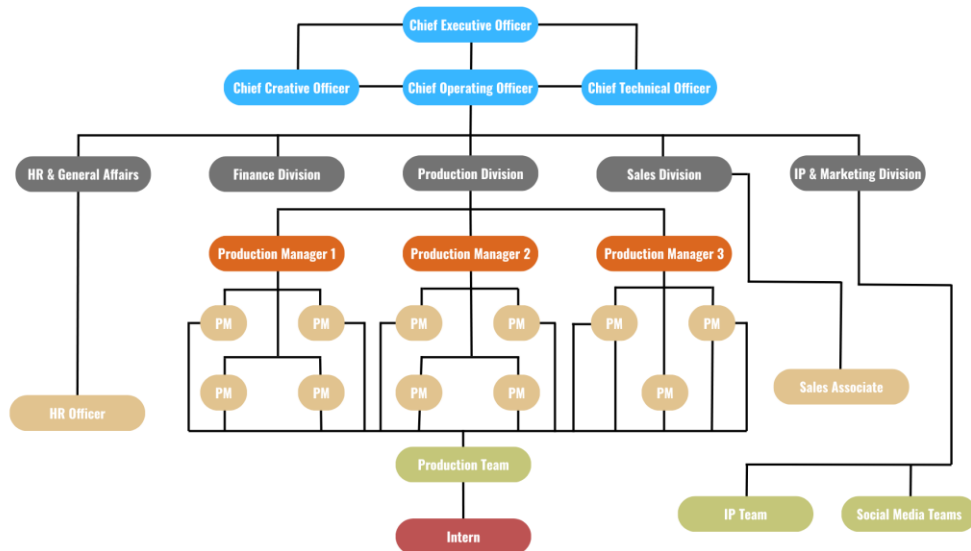 Chief Executive Officer
Chief Creative Officer
Chief Operating Officer
Chief Technical Officer
HR & General Affairs
Finance Division
Production Division
Sales Division
IP & Marketing Division
Production Manager 1
Production Manager 2
Production Manager 3
PM
PM
PM
PM
PM
PM
PM
PM
PM
PM
PM
Sales Associate
HR Officer
Production Team
IP Team
Social Media Teams
Intern